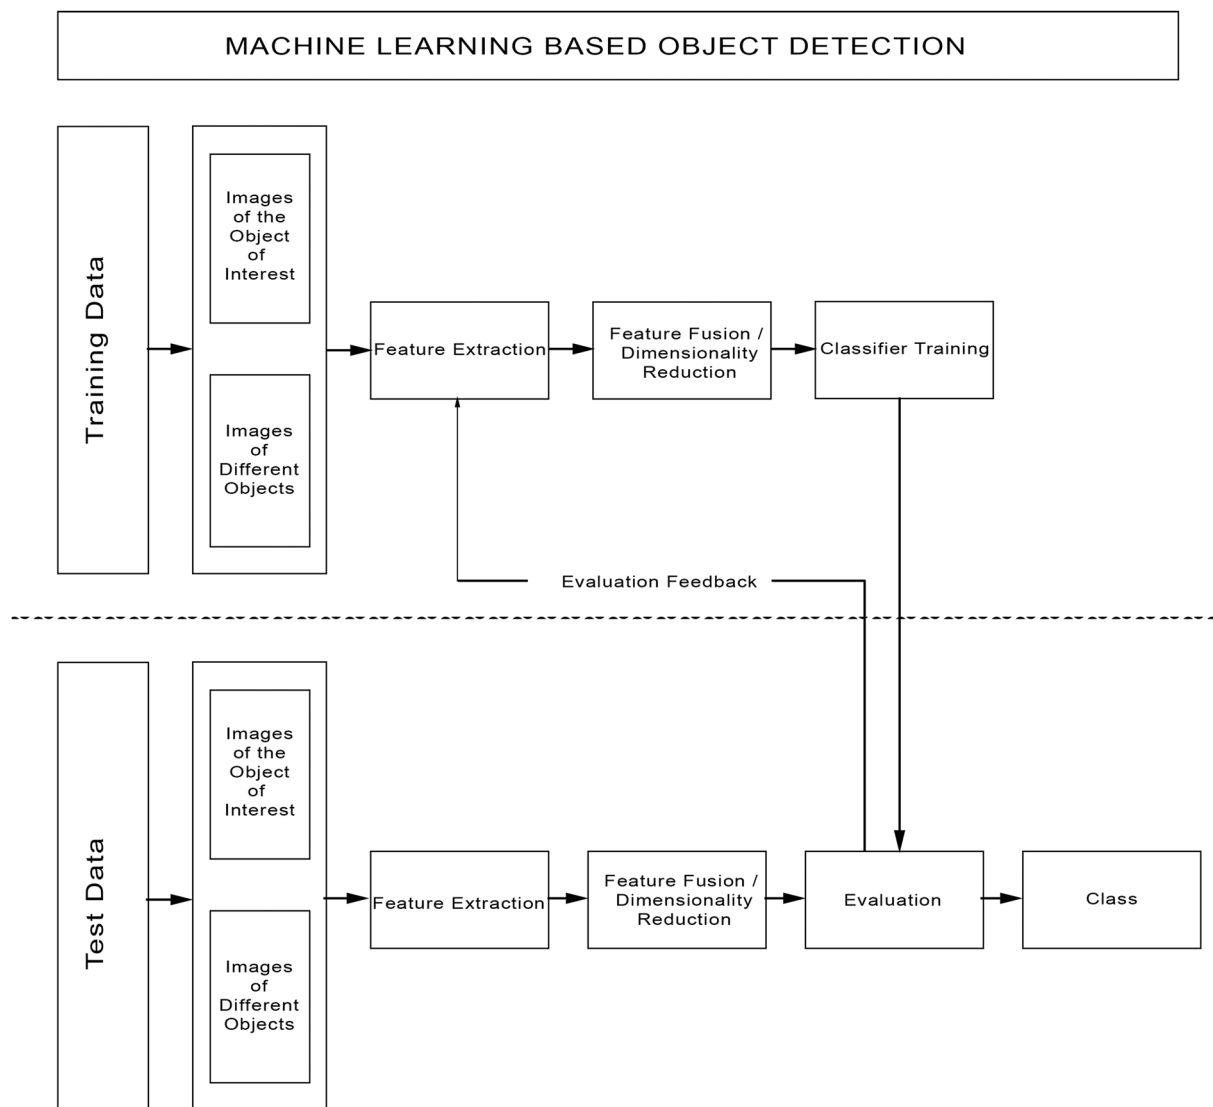 MACHINE LEARNING BASED OBJECT DETECTION
Training Data
Images
of the
Object
of
Interest
Images
of
Different
Objects
Feature Extraction
Feature Fusion /
Dimensionality
Reduction
Classifier Training
Evaluation Feedback
Test Data
Images
of the
Object
of
Interest
Images
of
Different
Objects
Feature Extraction
Feature Fusion /
Dimensionality
Reduction
Evaluation
Class